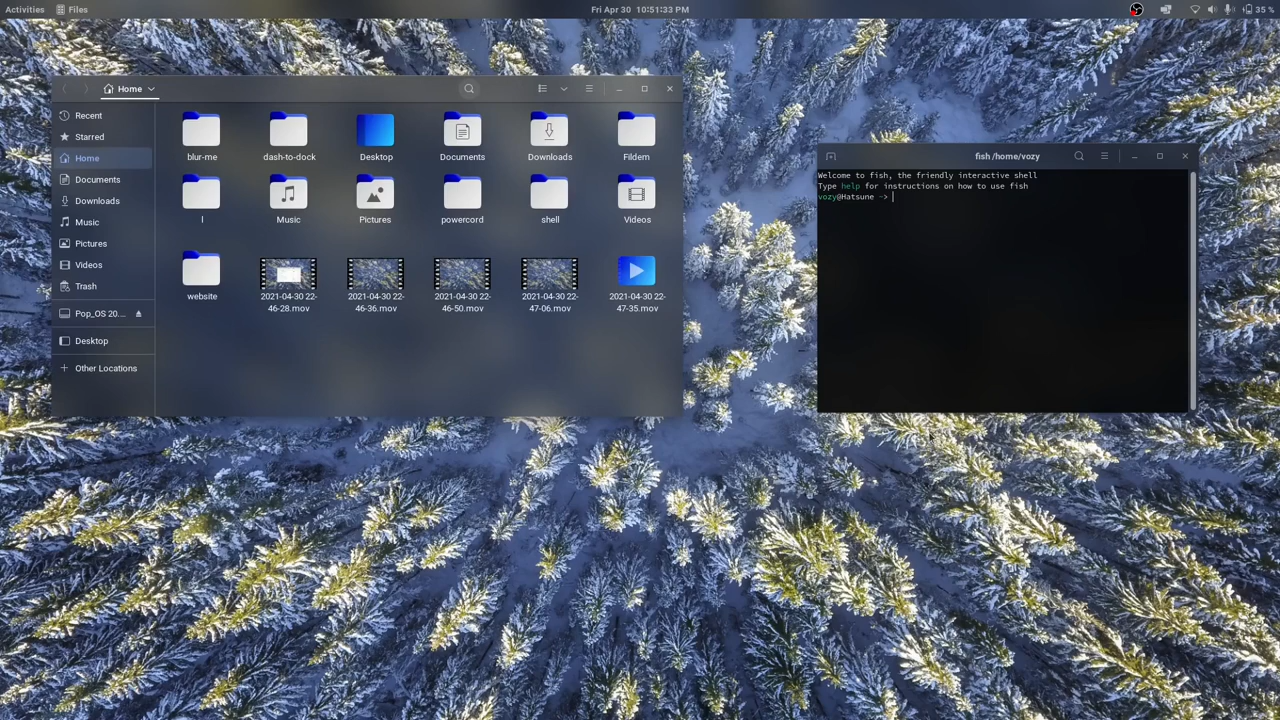 Activities Files Fri Apr 30 10:51:33 PM 35 %
Home
Recent
Starred
Home
Documents
Downloads
Music
Pictures
Videos
Trash
Pop_OS 20...
Desktop
Other Locations
blur-me dash-to-dock Desktop Documents Downloads Fildem
l Music Pictures powercord shell Videos
website 2021-04-30 22-46-28.mov 2021-04-30 22-46-36.mov 2021-04-30 22-46-50.mov 2021-04-30 22-47-06.mov 2021-04-30 22-47-35.mov
fish /home/vozy
Welcome to fish, the friendly interactive shell
Type help for instructions on how to use fish
vozy@Hatsune ->